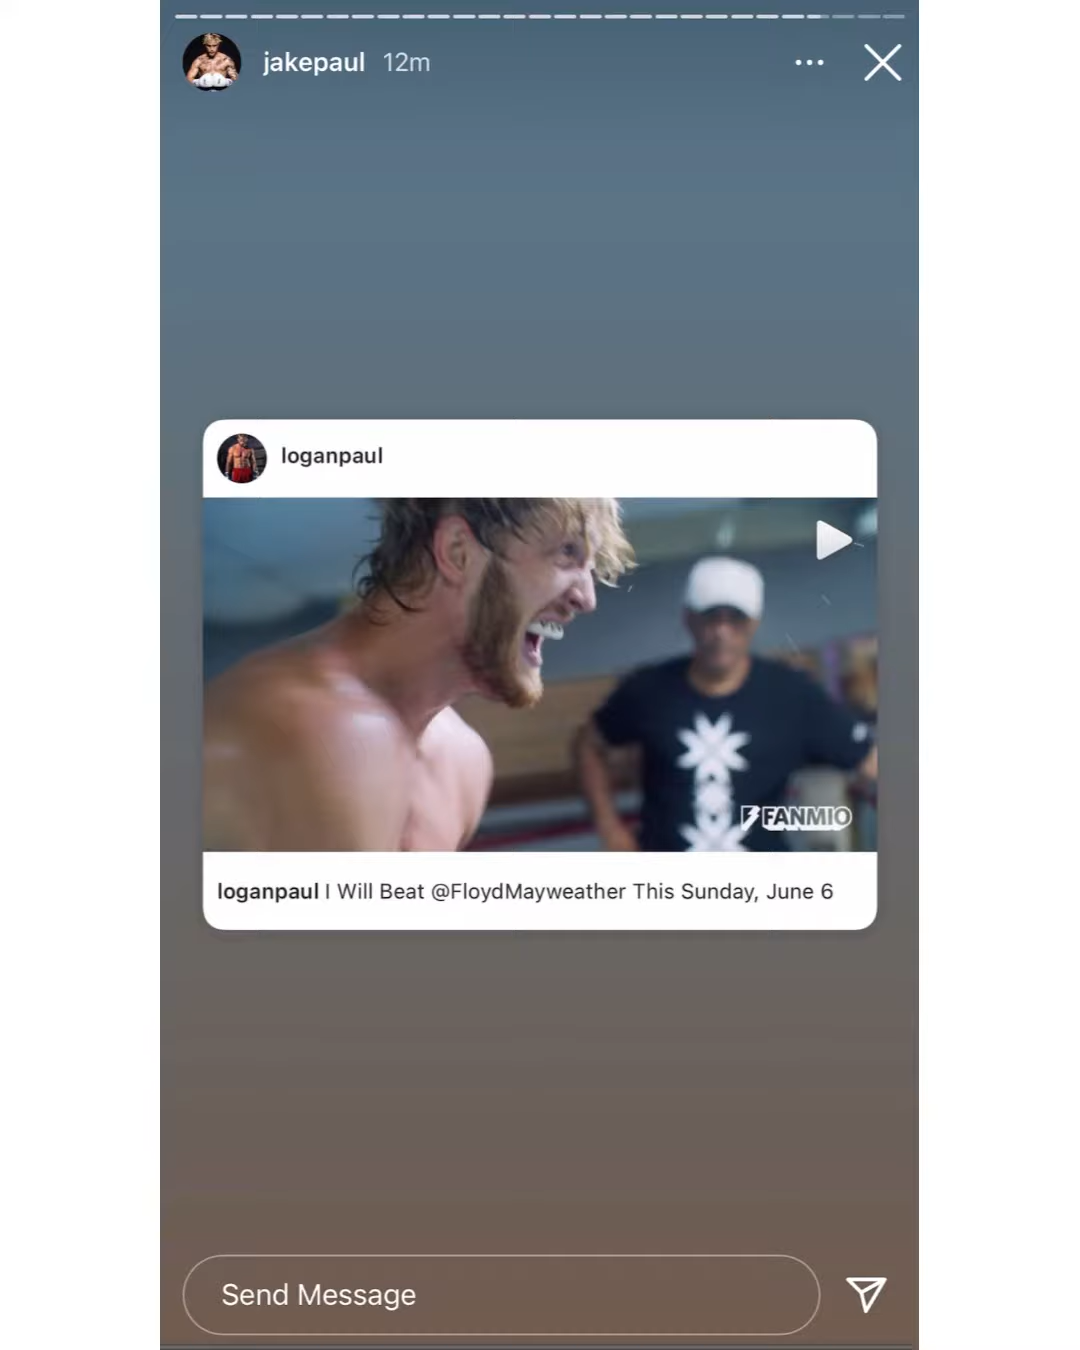 jakepaul 12m
loganpaul
FANMIO
loganpaul I Will Beat @FloydMayweather This Sunday, June 6
Send Message